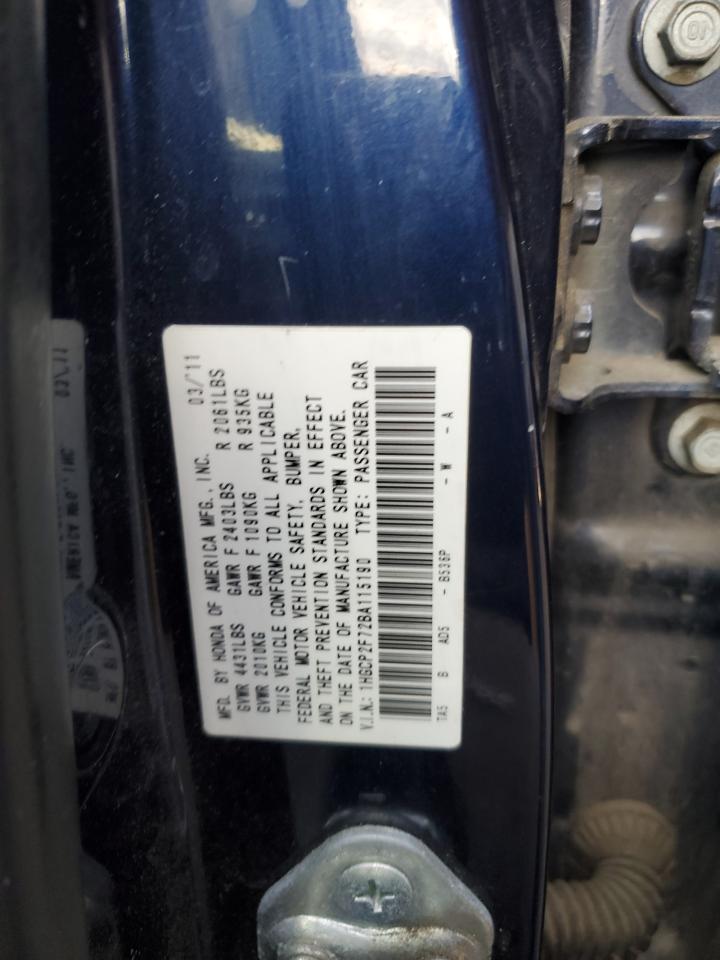 MFD. BY HONDA OF AMERICA MFG., INC. 03/'11
GVWR 4431LBS GAWR F 2403LBS R 2061LBS
GVWR 2010KG GAWR F 1090KG R 935KG
THIS VEHICLE CONFORMS TO ALL APPLICABLE
FEDERAL MOTOR VEHICLE SAFETY, BUMPER,
AND THEFT PREVENTION STANDARDS IN EFFECT
ON THE DATE OF MANUFACTURE SHOWN ABOVE.
V.I.N.: 1HGCP2F72BA115190 TYPE: PASSENGER CAR
TA5 B AD5 - B536P - W - A
10